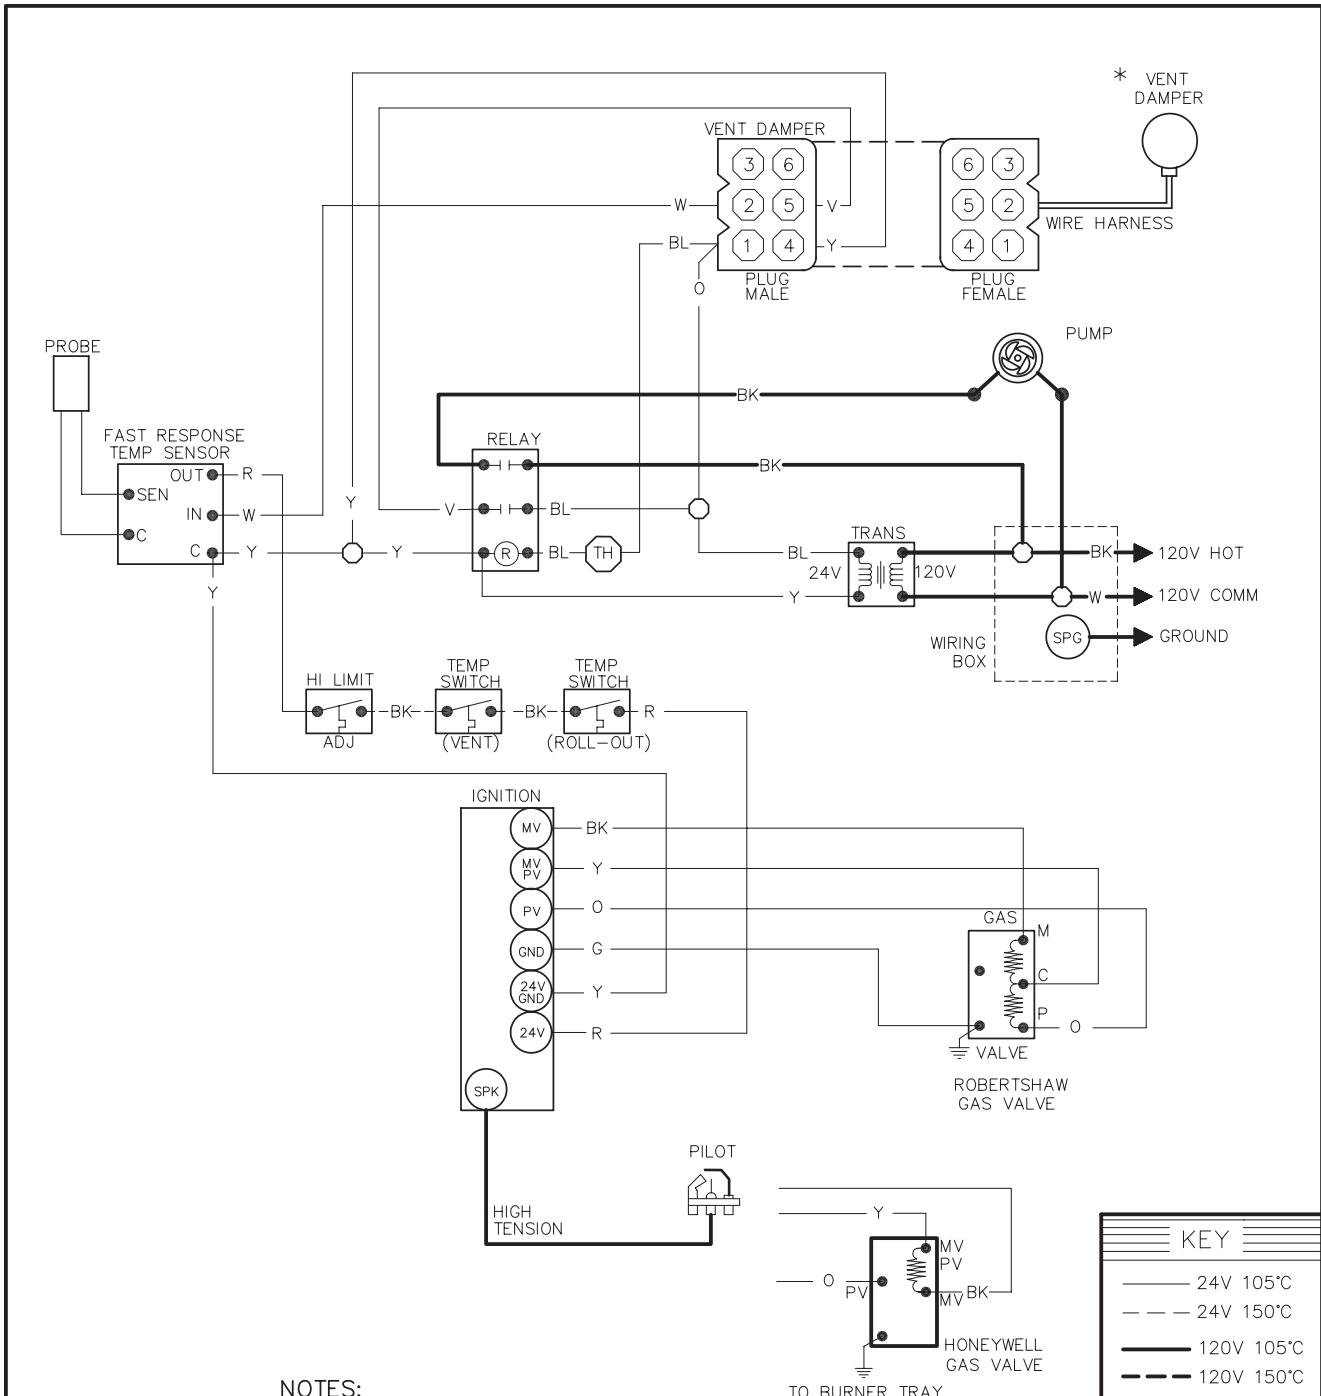 * VENT
DAMPER
VENT DAMPER
3 6
6 3
W
2 5
V
5 2
WIRE HARNESS
BL
1 4
Y
4 1
PLUG
MALE
PLUG
FEMALE
O
PUMP
PROBE
BK
FAST RESPONSE
TEMP SENSOR
RELAY
OUT
R
BK
SEN
Y
IN
W
V
BL
C
C
Y
Y
R
BL
TH
TRANS
BL
24V
120V
BK
120V HOT
Y
Y
W
120V COMM
WIRING
BOX
SPG
GROUND
HI LIMIT
TEMP
SWITCH
TEMP
SWITCH
BK
BK
R
ADJ
(VENT)
(ROLL-OUT)
IGNITION
MV
BK
MV
PV
Y
PV
O
GAS
M
GND
G
C
24V
GND
Y
P
24V
R
O
VALVE
SPK
ROBERTSHAW
GAS VALVE
PILOT
HIGH
TENSION
Y
MV
PV
O
PV
BK
MV
HONEYWELL
GAS VALVE
TO BURNER TRAY
KEY
24V 105°C
24V 150°C
120V 105°C
120V 150°C
NOTES: